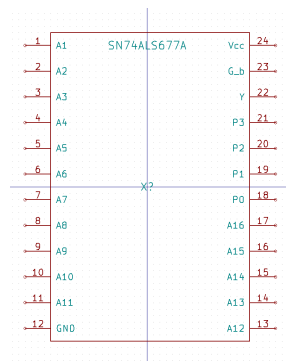 SN74ALS677A
1 A1 Vcc 24
2 A2 G_b 23
3 A3 Y 22
4 A4 P3 21
5 A5 P2 20
6 A6 P1 19
X?
7 A7 P0 18
8 A8 A16 17
9 A9 A15 16
10 A10 A14 15
11 A11 A13 14
12 GND A12 13